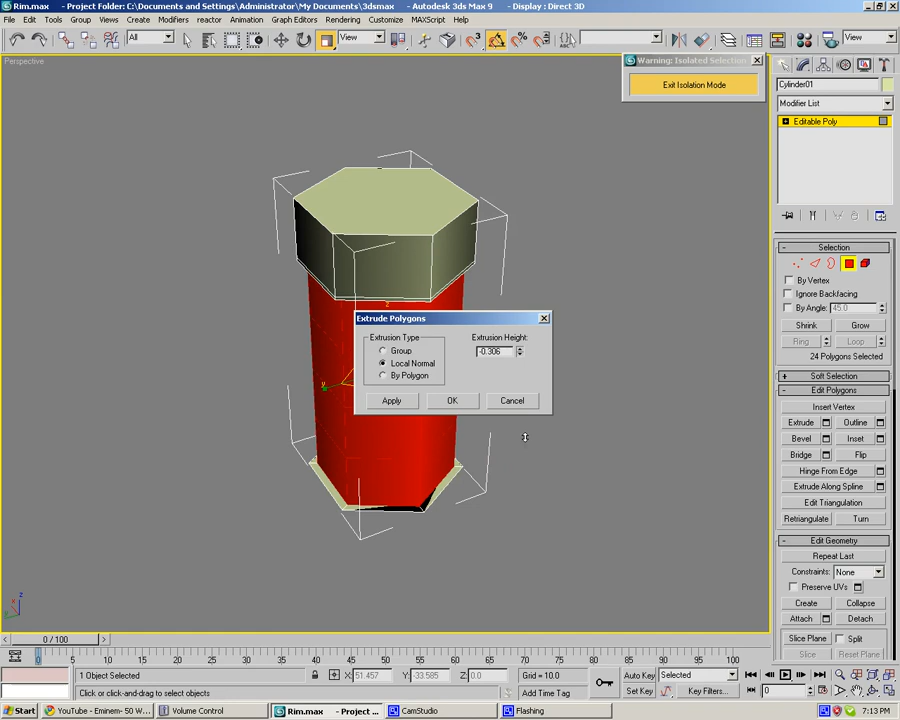 Rim.max - Project Folder: C:\Documents and Settings\Administrator\My Documents\3dsmax - Autodesk 3ds Max 9 - Display : Direct 3D
File Edit Tools Group Views Create Modifiers reactor Animation Graph Editors Rendering Customize MAXScript Help
All View View
Perspective
Warning: Isolated Selection
Exit Isolation Mode
Cylinder01
Modifier List
Editable Poly
Selection
By Vertex
Ignore Backfacing
By Angle: 45.0
Shrink Grow
Ring Loop
24 Polygons Selected
Soft Selection
Edit Polygons
Insert Vertex
Extrude Outline
Bevel Inset
Bridge Flip
Hinge From Edge
Extrude Along Spline
Edit Triangulation
Retriangulate Turn
Edit Geometry
Repeat Last
Constraints: None
Preserve UVs
Create Collapse
Attach Detach
Slice Plane Split
Slice Reset Plane
Extrude Polygons
Extrusion Type
Group
Local Normal
By Polygon
Extrusion Height:
-0.306
Apply OK Cancel
z
y
z
x
y
0 / 100
0 5 10 15 20 25 30 35 40 45 50 55 60 65 70 75 80 85 90 95 100
1 Object Selected X: 51.457 Y: -33.585 Z: 0.0 Grid = 10.0 Auto Key Selected
Click or click-and-drag to select objects Add Time Tag Set Key Key Filters... 0
Start YouTube - Eminem- 50 W... Volume Control Rim.max - Project ... CamStudio Flashing 7:13 PM